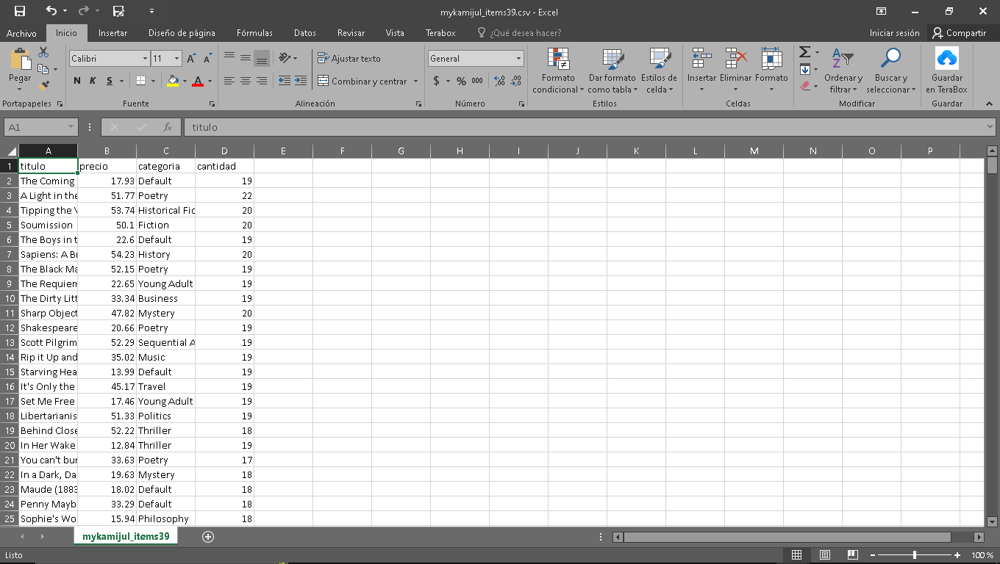 mykamijul_items39.csv - Excel
Archivo Inicio Insertar Diseño de página Fórmulas Datos Revisar Vista Terabox ¿Qué desea hacer? Iniciar sesión Compartir
Pegar
Calibri 11
N K S
Ajustar texto
Combinar y centrar
General
$ % 000
Formato condicional
Dar formato como tabla
Estilos de celda
Insertar Eliminar Formato
Ordenar y filtrar
Buscar y seleccionar
Guardar en TeraBox
Portapapeles Fuente Alineación Número Estilos Celdas Modificar Guardar
A1 fx titulo
A B C D E F G H I J K L M N O P
1 titulo precio categoria cantidad
2 The Coming 17.93 Default 19
3 A Light in the 51.77 Poetry 22
4 Tipping the 53.74 Historical Fic 20
5 Soumission 50.1 Fiction 20
6 The Boys in t 22.6 Default 19
7 Sapiens: A Br 54.23 History 20
8 The Black Ma 52.15 Poetry 19
9 The Requiem 22.65 Young Adult 19
10 The Dirty Litt 33.34 Business 19
11 Sharp Object 47.82 Mystery 20
12 Shakespeare 20.66 Poetry 19
13 Scott Pilgrim 52.29 Sequential A 19
14 Rip it Up and 35.02 Music 19
15 Starving Hea 13.99 Default 19
16 It's Only the 45.17 Travel 19
17 Set Me Free 17.46 Young Adult 19
18 Libertarianis 51.33 Politics 19
19 Behind Close 52.22 Thriller 18
20 In Her Wake 12.84 Thriller 19
21 You can't bur 33.63 Poetry 17
22 In a Dark, Da 19.63 Mystery 18
23 Maude (1883 18.02 Default 18
24 Penny Mayb 33.29 Default 18
25 Sophie's Wo 15.94 Philosophy 18
mykamijul_items39
Listo 100 %